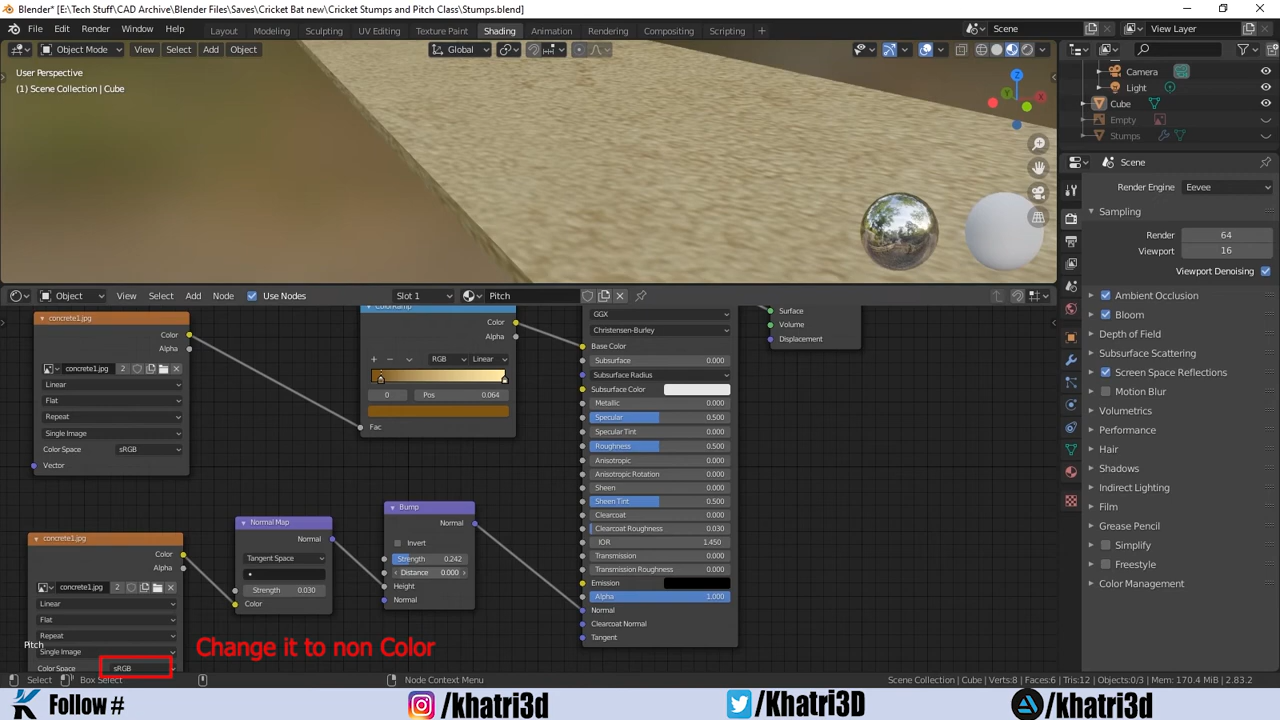 Blender* [E:\Tech Stuff\CAD Archive\Blender Files\Saves\Cricket Bat new\Cricket Stumps and Pitch Class\Stumps.blend]
File Edit Render Window Help Layout Modeling Sculpting UV Editing Texture Paint Shading Animation Rendering Compositing Scripting Scene View Layer
Object Mode View Select Add Object Global
User Perspective
(1) Scene Collection | Cube
Camera
Light
Cube
Empty
Stumps
Scene
Render Engine Eevee
Sampling
Render 64
Viewport 16
Viewport Denoising
Ambient Occlusion
Bloom
Depth of Field
Subsurface Scattering
Screen Space Reflections
Motion Blur
Volumetrics
Performance
Hair
Shadows
Indirect Lighting
Film
Grease Pencil
Simplify
Freestyle
Color Management
Object View Select Add Node Use Nodes Slot 1 Pitch
concrete1.jpg
Color
Alpha
concrete1.jpg 2
Linear
Flat
Repeat
Single Image
Color Space sRGB
Vector
ColorRamp
Color
Alpha
RGB Linear
0 Pos 0.064
Fac
GGX
Christensen-Burley
Base Color
Subsurface 0.000
Subsurface Radius
Subsurface Color
Metallic 0.000
Specular 0.500
Specular Tint 0.000
Roughness 0.500
Anisotropic 0.000
Anisotropic Rotation 0.000
Sheen 0.000
Sheen Tint 0.500
Clearcoat 0.000
Clearcoat Roughness 0.030
IOR 1.450
Transmission 0.000
Transmission Roughness 0.000
Emission
Alpha 1.000
Normal
Clearcoat Normal
Tangent
Surface
Volume
Displacement
concrete1.jpg
Color
Alpha
concrete1.jpg 2
Linear
Flat
Repeat
Single Image
Color Space sRGB
Normal Map
Normal
Tangent Space
Strength 0.030
Color
Bump
Normal
Invert
Strength 0.242
Distance 0.000
Height
Normal
Pitch
Change it to non Color
Select Box Select Node Context Menu Scene Collection | Cube | Verts:8 | Faces:6 | Tris:12 | Objects:0/3 | Mem: 170.4 MiB | 2.83.2
Follow # /khatri3d /Khatri3D /khatri3d